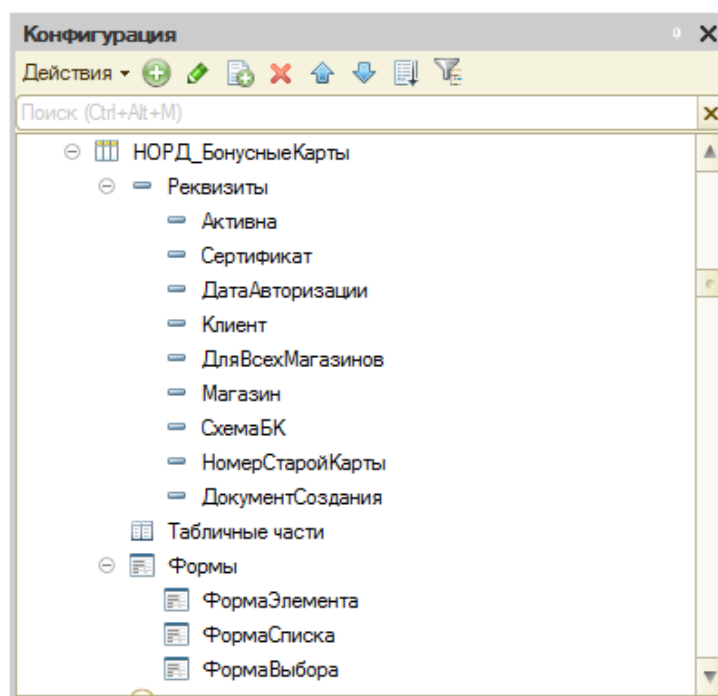 Конфигурация
Действия
Поиск (Ctrl+Alt+M)
НОРД_БонусныеКарты
Реквизиты
Активна
Сертификат
ДатаАвторизации
Клиент
ДляВсехМагазинов
Магазин
СхемаБК
НомерСтаройКарты
ДокументСоздания
Табличные части
Формы
ФормаЭлемента
ФормаСписка
ФормаВыбора